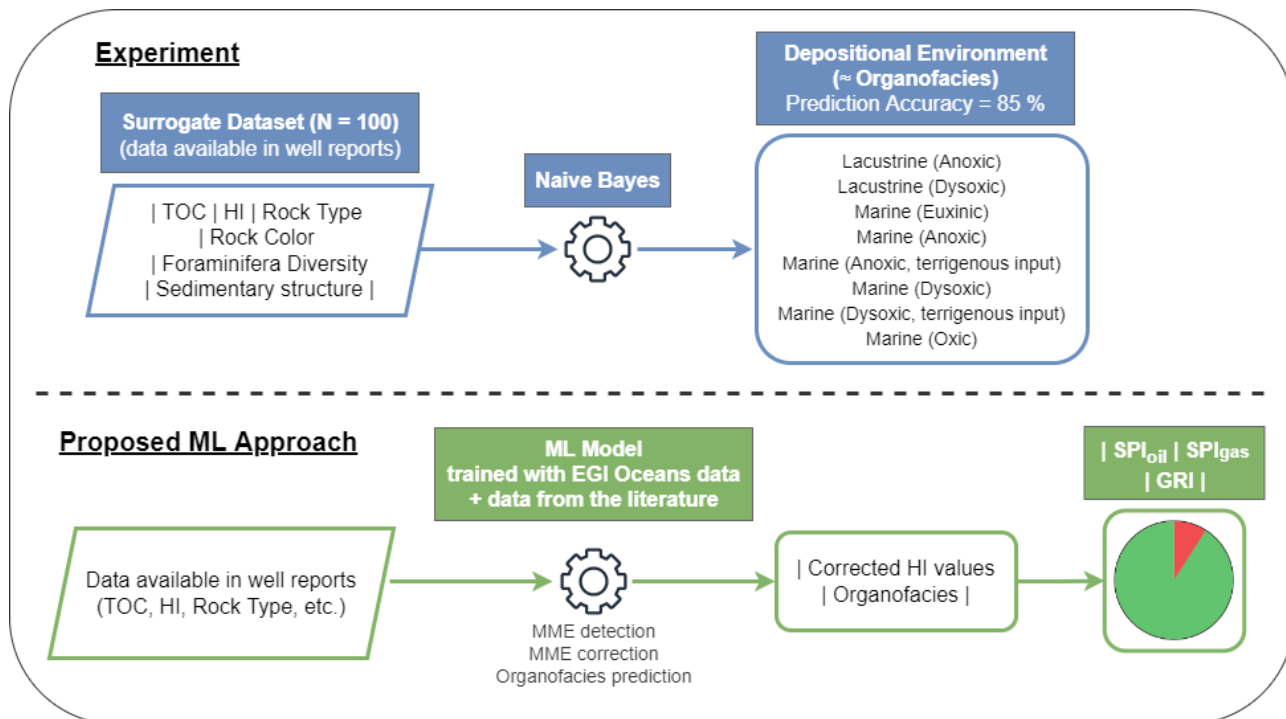 Experiment
Surrogate Dataset (N = 100)
(data available in well reports)
| TOC | HI | Rock Type
| Rock Color
| Foraminifera Diversity
| Sedimentary structure |
Naive Bayes
Depositional Environment
(≈ Organofacies)
Prediction Accuracy = 85 %
Lacustrine (Anoxic)
Lacustrine (Dysoxic)
Marine (Euxinic)
Marine (Anoxic)
Marine (Anoxic, terrigenous input)
Marine (Dysoxic)
Marine (Dysoxic, terrigenous input)
Marine (Oxic)
Proposed ML Approach
Data available in well reports
(TOC, HI, Rock Type, etc.)
ML Model
trained with EGI Oceans data
+ data from the literature
MME detection
MME correction
Organofacies prediction
| Corrected HI values
| Organofacies |
| SPIoil | SPIgas
| GRI |